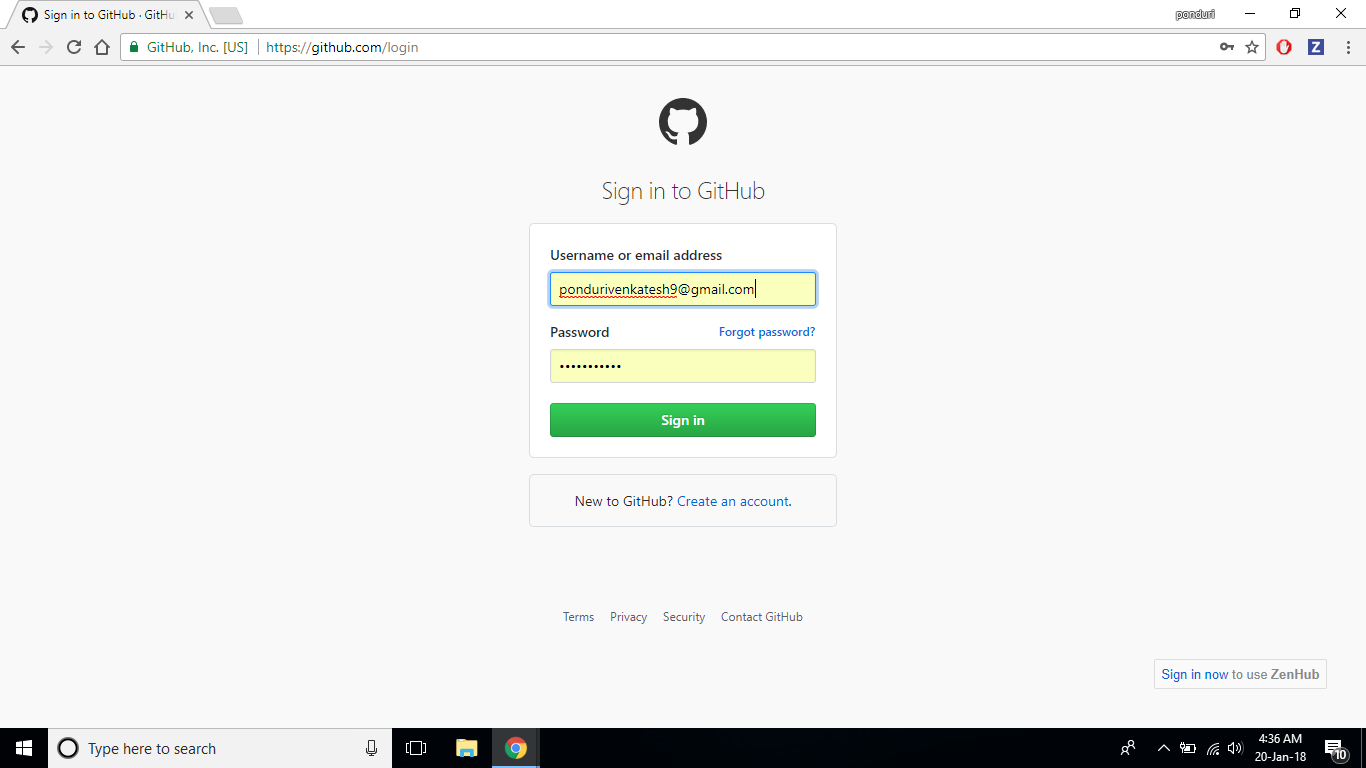 Sign in to GitHub · GitHu
ponduri
GitHub, Inc. [US]
https://github.com/login
Z
Sign in to GitHub
Username or email address
pondurivenkatesh9@gmail.com
Password
Forgot password?
•••••••••••
Sign in
New to GitHub? Create an account.
Terms
Privacy
Security
Contact GitHub
Sign in now to use ZenHub
Type here to search
4:36 AM
20-Jan-18
10